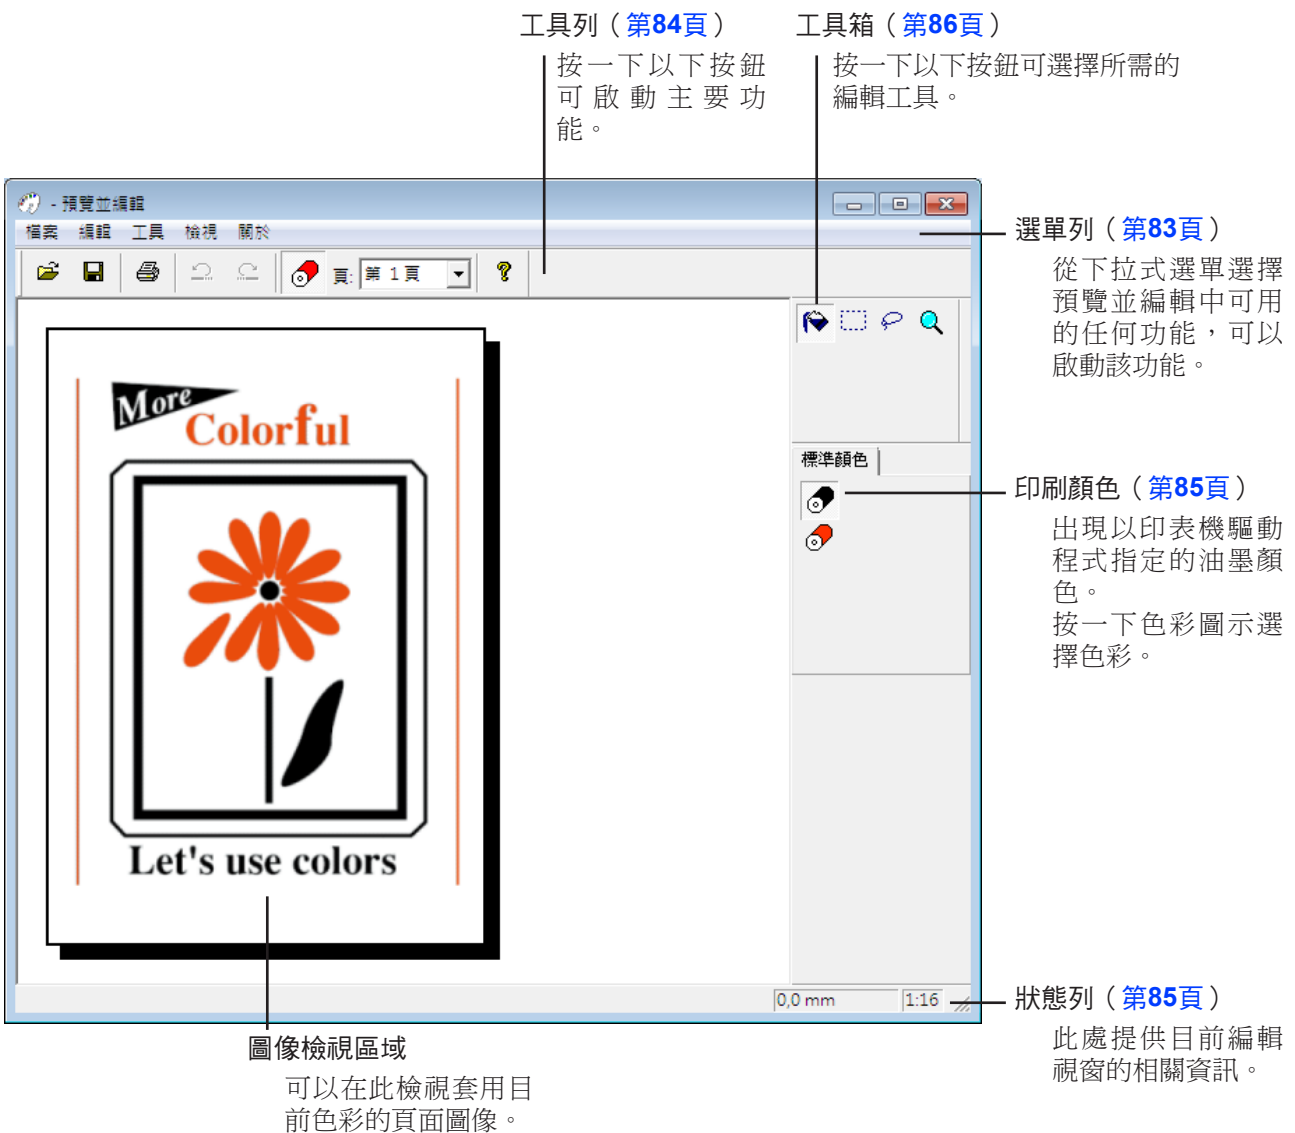 工具列（第84頁）
按一下以下按鈕
可啟動主要功
能。
工具箱（第86頁）
按一下以下按鈕可選擇所需的
編輯工具。
- 預覽並編輯
檔案 編輯 工具 檢視 關於
頁: 第 1 頁
選單列（第83頁）
從下拉式選單選擇
預覽並編輯中可用
的任何功能，可以
啟動該功能。
More
Colorful
Let's use colors
標準顏色
印刷顏色（第85頁）
出現以印表機驅動
程式指定的油墨顏
色。
按一下色彩圖示選
擇色彩。
0,0 mm
1:16
狀態列（第85頁）
此處提供目前編輯
視窗的相關資訊。
圖像檢視區域
可以在此檢視套用目
前色彩的頁面圖像。